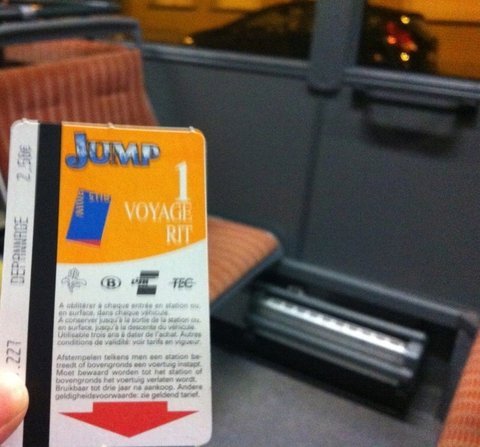 JUMP
1
VOYAGE
RIT
B
TEC
A oblitérer à chaque entrée en station ou,
en surface, dans chaque véhicule.
A conserver jusqu'à la sortie de la station ou,
en surface, jusqu'à la descente du véhicule.
Utilisable trois ans à dater de l'achat. Autres
conditions de validité: voir tarifs en vigueur.
Afstempelen telkens men een station be-
treedt of bovengronds een voertuig instapt.
Moet bewaard worden tot het station of
bovengronds het voertuig verlaten wordt.
Bruikbaar tot drie jaar na aankoop. Andere
geldigheidsvoorwaarde: zie geldend tarief.
DEPANNAGE 2,50€
.227